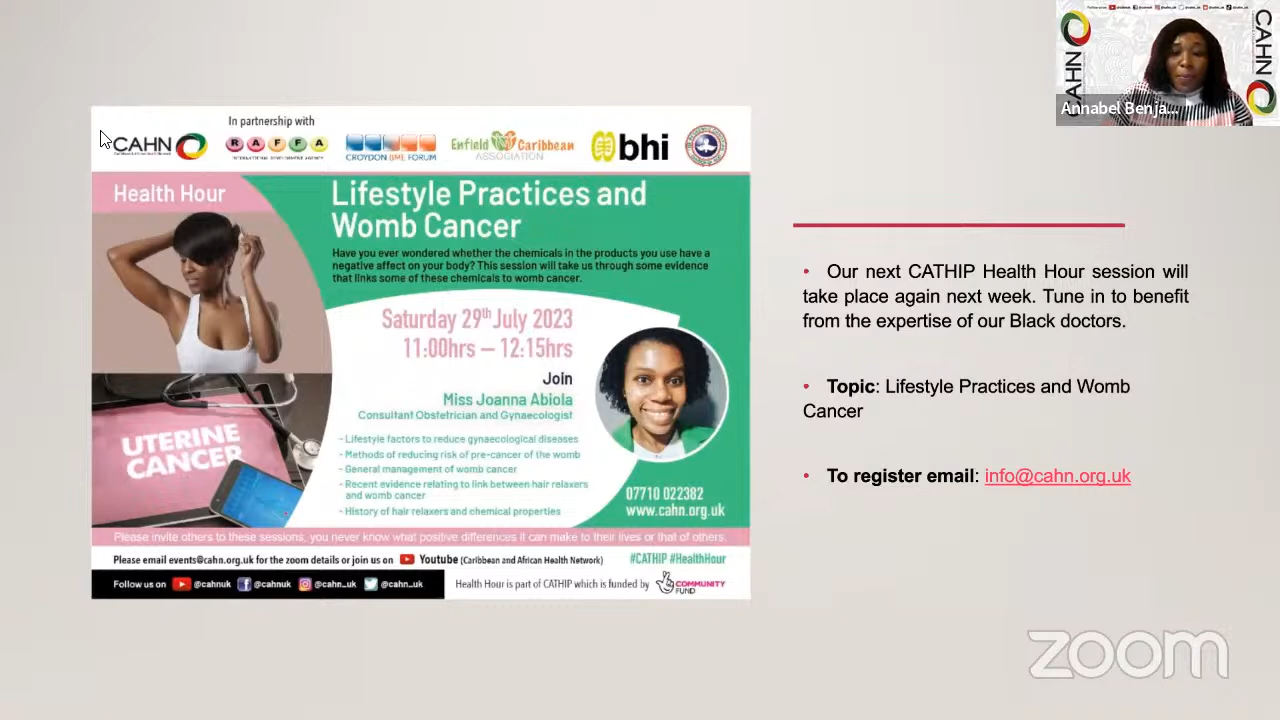 In partnership with
CAHN
RAFFA
INTERNATIONAL DEVELOPMENT AGENCY
CROYDON BME FORUM
Enfield Caribbean
ASSOCIATION
bhi
Health Hour
Lifestyle Practices and
Womb Cancer
Have you ever wondered whether the chemicals in the products you use have a
negative affect on your body? This session will take us through some evidence
that links some of these chemicals to womb cancer.
Saturday 29th July 2023
11:00hrs – 12:15hrs
Join
Miss Joanna Abiola
Consultant Obstetrician and Gynaecologist
- Lifestyle factors to reduce gynaecological diseases
- Methods of reducing risk of pre-cancer of the womb
- General management of womb cancer
- Recent evidence relating to link between hair relaxers
and womb cancer
- History of hair relaxers and chemical properties
UTERINE
CANCER
07710 022382
www.cahn.org.uk
Please invite others to these sessions, you never know what positive differences it can make to their lives or that of others.
Please email events@cahn.org.uk for the zoom details or join us on Youtube (Caribbean and African Health Network)
#CATHIP #HealthHour
Follow us on @cahnuk @cahnuk @cahn_uk @cahn_uk
Health Hour is part of CATHIP which is funded by
COMMUNITY
FUND
• Our next CATHIP Health Hour session will
take place again next week. Tune in to benefit
from the expertise of our Black doctors.
• Topic: Lifestyle Practices and Womb
Cancer
• To register email: info@cahn.org.uk
CAHN
Annabel Benja...
zoom